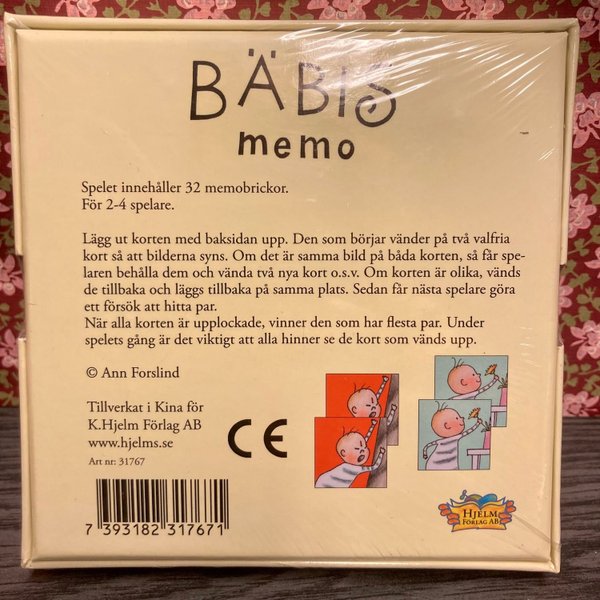 BÄBIS
memo
Spelet innehåller 32 memobrickor.
För 2-4 spelare.
Lägg ut korten med baksidan upp. Den som börjar vänder på två valfria
kort så att bilderna syns. Om det är samma bild på båda korten, så får spe-
laren behålla dem och vända två nya kort o.s.v. Om korten är olika, vänds
de tillbaka och läggs tillbaka på samma plats. Sedan får nästa spelare göra
ett försök att hitta par.
När alla korten är upplockade, vinner den som har flesta par. Under
spelets gång är det viktigt att alla hinner se de kort som vänds upp.
© Ann Forslind
Tillverkat i Kina för
K.Hjelm Förlag AB
www.hjelms.se
Art nr: 31767
CE
7 393182 317671
HJELM
FÖRLAG AB